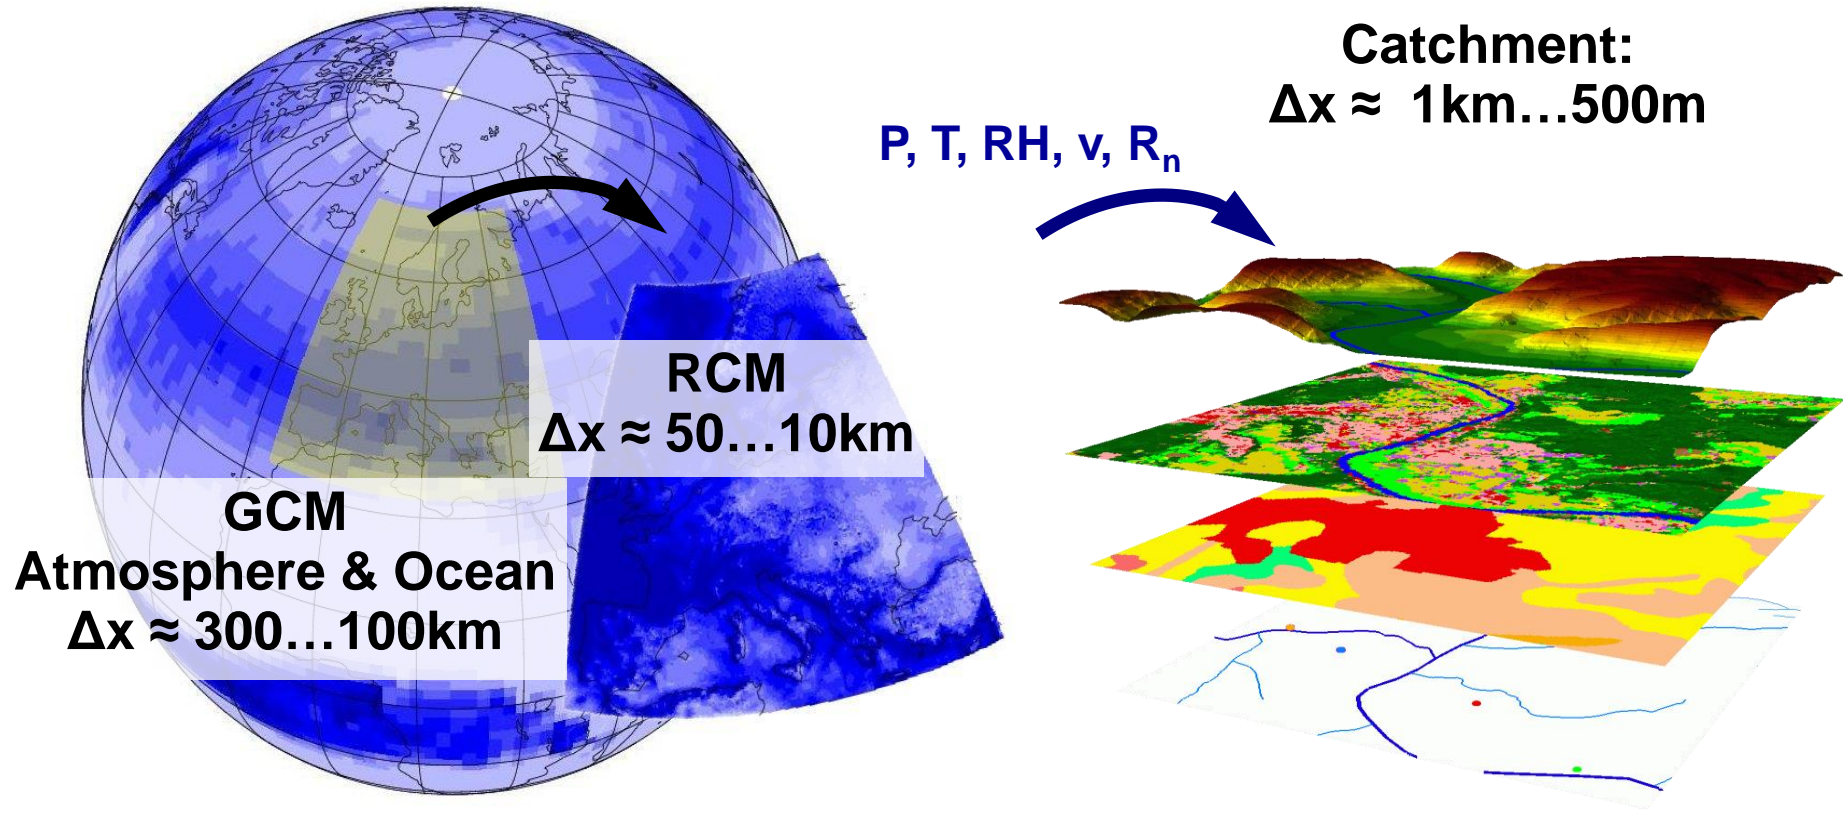 Catchment:
Δx ≈ 1km…500m
P, T, RH, v, Rₙ
RCM
Δx ≈ 50…10km
GCM
Atmosphere & Ocean
Δx ≈ 300…100km